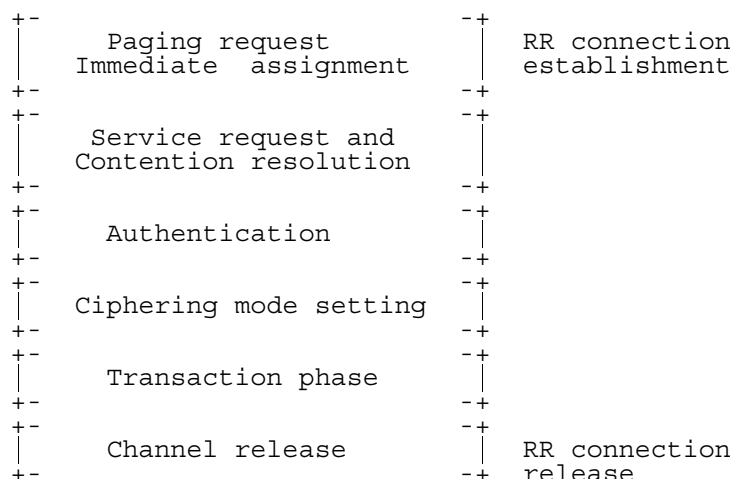 +- -+
| Paging request | RR connection
| Immediate assignment | establishment
+- -+
+- -+
| Service request and |
| Contention resolution |
+- -+
+- -+
| Authentication |
+- -+
+- -+
| Ciphering mode setting |
+- -+
+- -+
| Transaction phase |
+- -+
+- -+
| Channel release | RR connection
+- -+ release